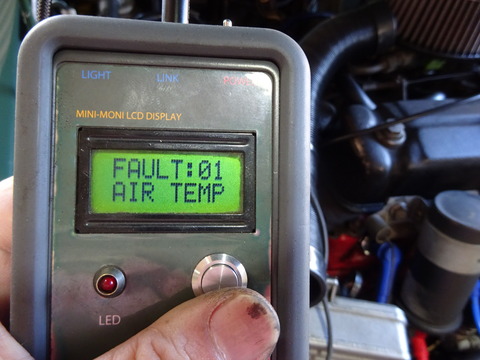 LIGHT LINK
MINI-MONI LCD DISPLAY
FAULT:01
AIR TEMP
LED